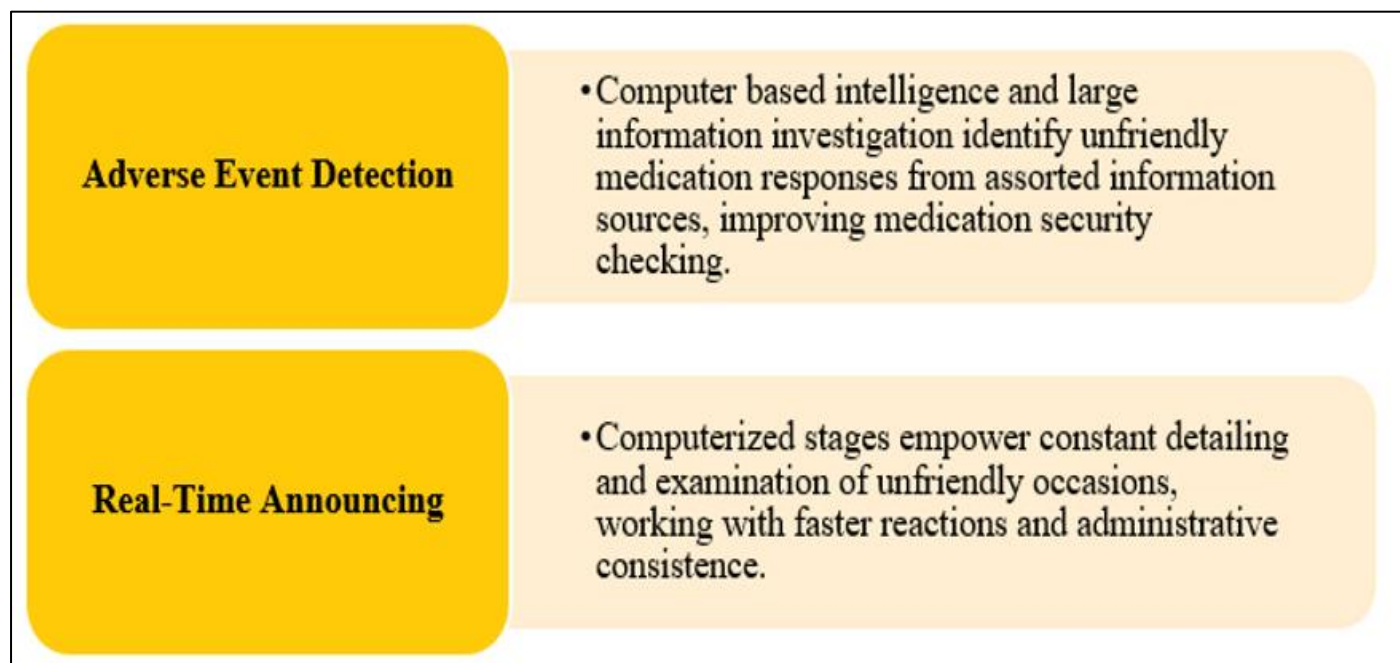 Adverse Event Detection
•Computer based intelligence and large
information investigation identify unfriendly
medication responses from assorted information
sources, improving medication security
checking.
Real-Time Announcing
•Computerized stages empower constant detailing
and examination of unfriendly occasions,
working with faster reactions and administrative
consistence.